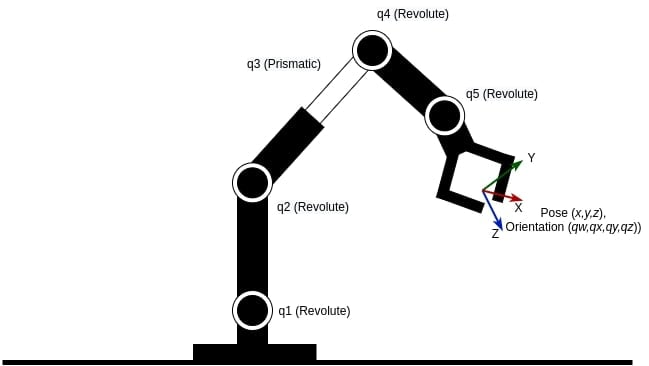 q4 (Revolute)
q3 (Prismatic)
q5 (Revolute)
Y
q2 (Revolute)
X
Pose (x,y,z),
Z
Orientation (qw,qx,qy,qz))
q1 (Revolute)